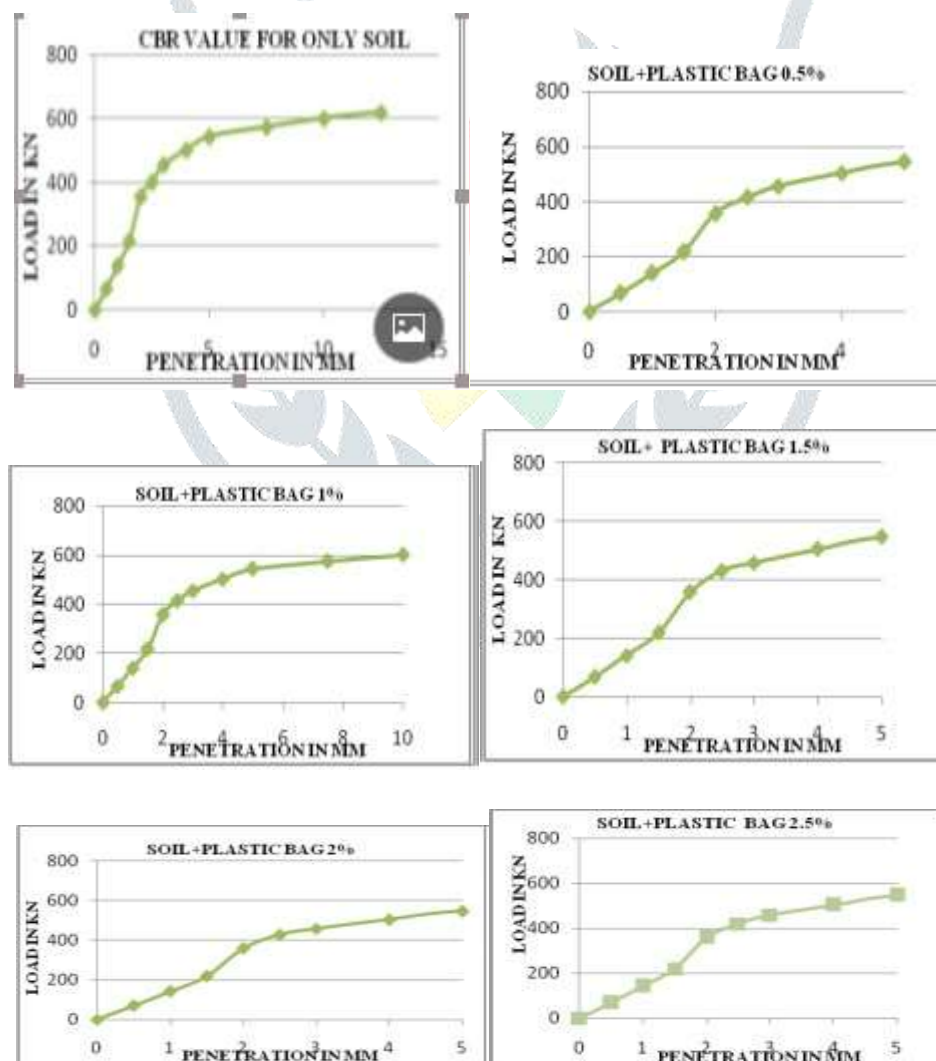 CBR VALUE FOR ONLY SOIL
800
600
400
200
0
LOAD IN KN
0 5 10 15
PENETRATION IN MM
SOIL+PLASTIC BAG 0.5%
800
600
400
200
0
LOAD IN KN
0 2 4
PENETRATION IN MM
SOIL+PLASTIC BAG 1%
800
600
400
200
0
LOAD IN KN
0 2 4 6 8 10
PENETRATION IN MM
SOIL+ PLASTIC BAG 1.5%
800
600
400
200
0
LOAD IN KN
0 1 2 3 4 5
PENETRATION IN MM
SOIL+PLASTIC BAG 2%
800
600
400
200
0
LOAD IN KN
0 1 2 3 4 5
PENETRATION IN MM
SOIL+PLASTIC BAG 2.5%
800
600
400
200
0
LOAD IN KN
0 1 2 3 4 5
PENETRATION IN MM